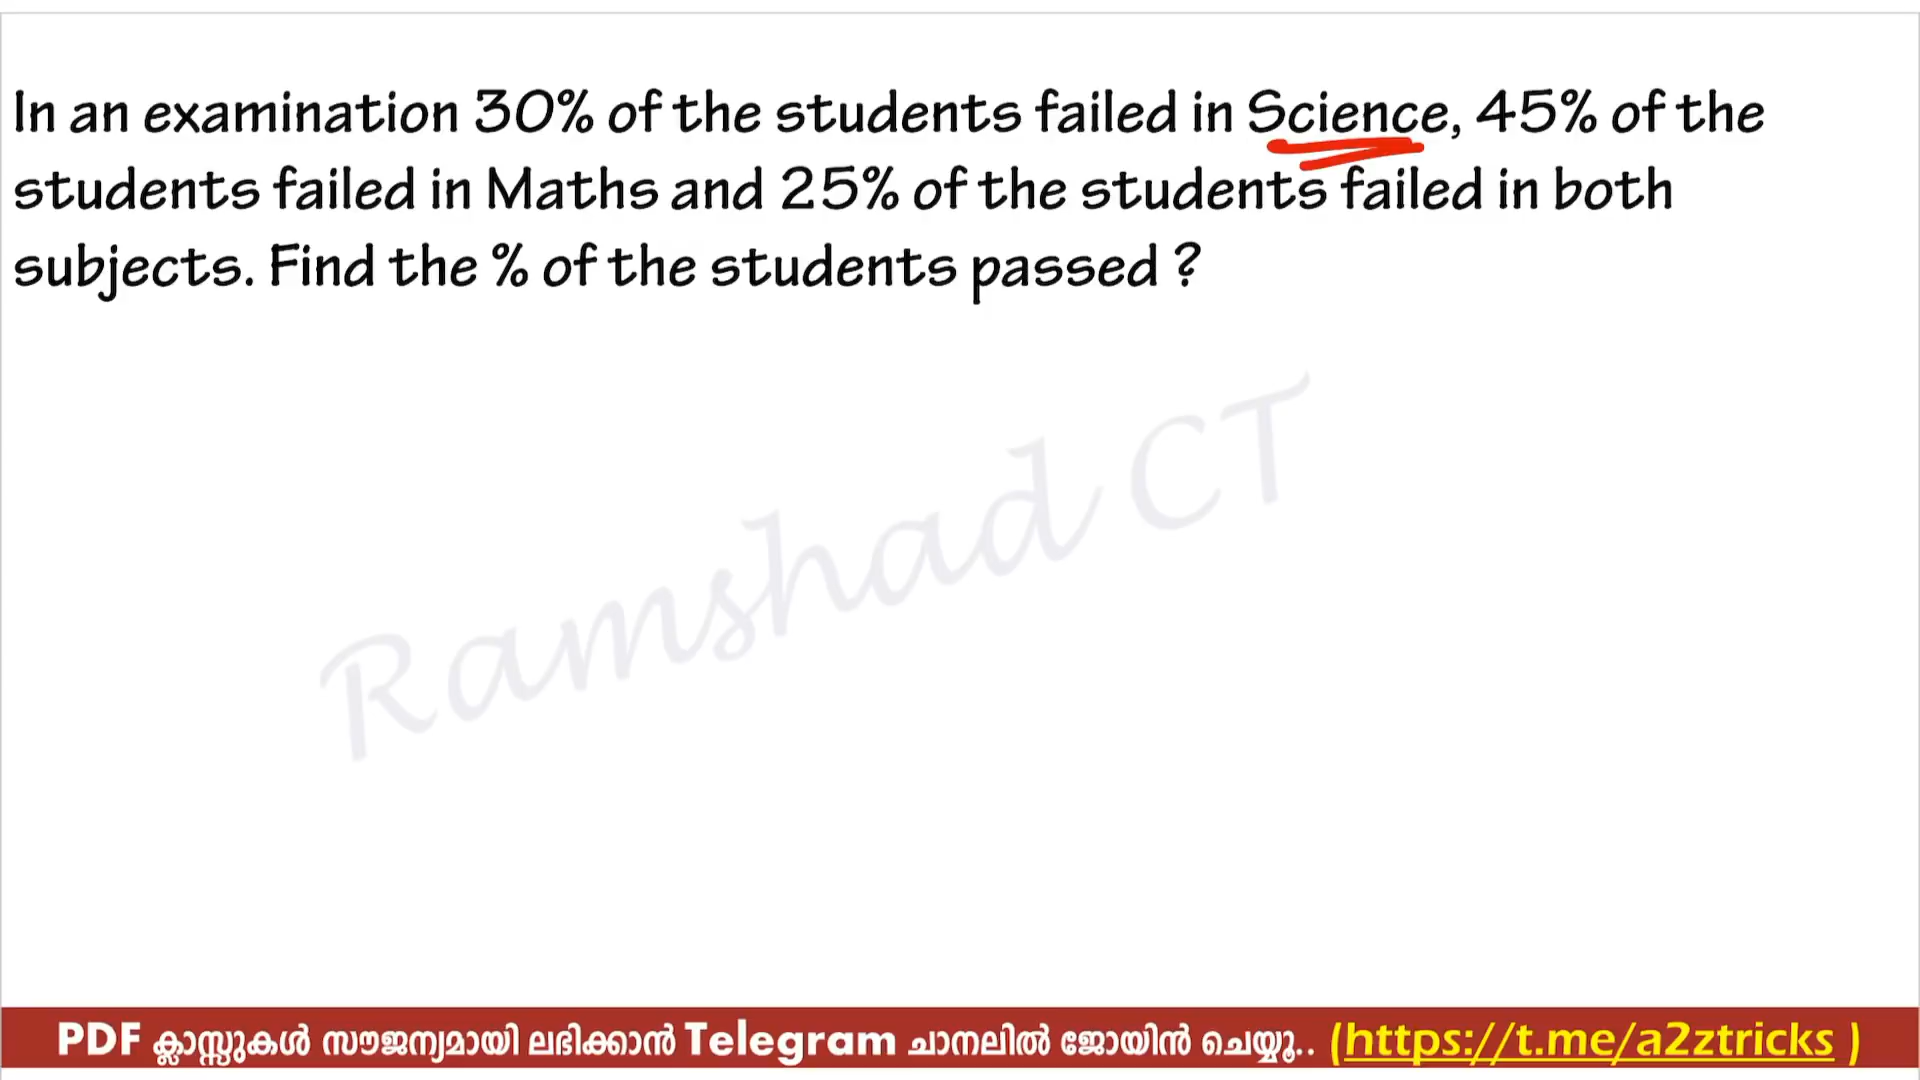 In an examination 30% of the students failed in Science, 45% of the
students failed in Maths and 25% of the students failed in both
subjects. Find the % of the students passed ?
Ramshad CT
PDF ക്ലാസ്സുകൾ സൗജന്യമായി ലഭിക്കാൻ Telegram ചാനലിൽ ജോയിൻ ചെയ്യൂ.. (https://t.me/a2ztricks )